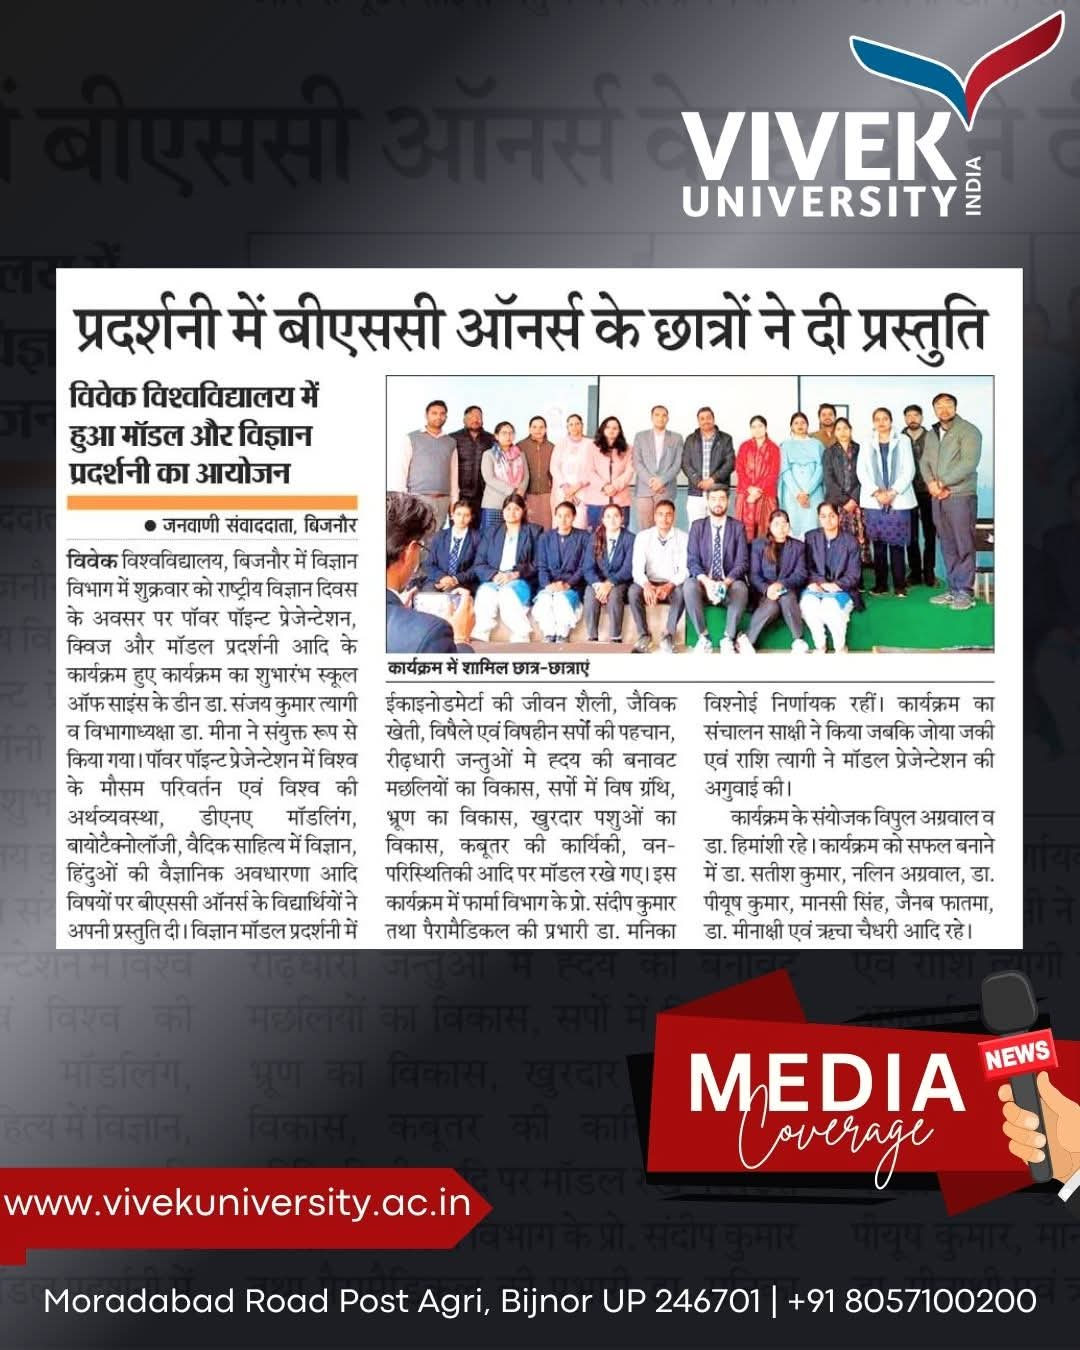 VIVEK
UNIVERSITY
INDIA
प्रदर्शनी में बीएससी ऑनर्स के छात्रों ने दी प्रस्तुति
विवेक विश्वविद्यालय में
हुआ मॉडल और विज्ञान
प्रदर्शनी का आयोजन
● जनवाणी संवाददाता, बिजनौर
विवेक विश्वविद्यालय, बिजनौर में विज्ञान
विभाग में शुक्रवार को राष्ट्रीय विज्ञान दिवस
के अवसर पर पॉवर पॉइन्ट प्रेजेन्टेशन,
क्विज और मॉडल प्रदर्शनी आदि के
कार्यक्रम हुए कार्यक्रम का शुभारंभ स्कूल
ऑफ साइंस के डीन डा. संजय कुमार त्यागी
व विभागाध्यक्षा डा. मीना ने संयुक्त रूप से
किया गया। पॉवर पॉइन्ट प्रेजेन्टेशन में विश्व
के मौसम परिवर्तन एवं विश्व की
अर्थव्यवस्था, डीएनए मॉडलिंग,
बायोटैक्नोलॉजी, वैदिक साहित्य में विज्ञान,
हिंदुओं की वैज्ञानिक अवधारणा आदि
विषयों पर बीएससी ऑनर्स के विद्यार्थियों ने
अपनी प्रस्तुति दी। विज्ञान मॉडल प्रदर्शनी में
कार्यक्रम में शामिल छात्र-छात्राएं
ईकाइनोडमेर्टा की जीवन शैली, जैविक
खेती, विषैले एवं विषहीन सर्पों की पहचान,
रीढ़धारी जन्तुओं मे ह्दय की बनावट
मछलियों का विकास, सर्पो में विष ग्रंथि,
भ्रूण का विकास, खुरदार पशुओं का
विकास, कबूतर की कार्यिकी, वन-
परिस्थितिकी आदि पर मॉडल रखे गए। इस
कार्यक्रम में फार्मा विभाग के प्रो. संदीप कुमार
तथा पैरामैडिकल की प्रभारी डा. मनिका
विश्नोई निर्णायक रहीं। कार्यक्रम का
संचालन साक्षी ने किया जबकि जोया जकी
एवं राशि त्यागी ने मॉडल प्रेजेन्टेशन की
अगुवाई की।
कार्यक्रम के संयोजक विपुल अग्रवाल व
डा. हिमांशी रहे। कार्यक्रम को सफल बनाने
में डा. सतीश कुमार, नलिन अग्रवाल, डा.
पीयूष कुमार, मानसी सिंह, जैनब फातमा,
डा. मीनाक्षी एवं ऋचा चैधरी आदि रहे।
NEWS
MEDIA
Coverage
www.vivekuniversity.ac.in
Moradabad Road Post Agri, Bijnor UP 246701 | +91 8057100200